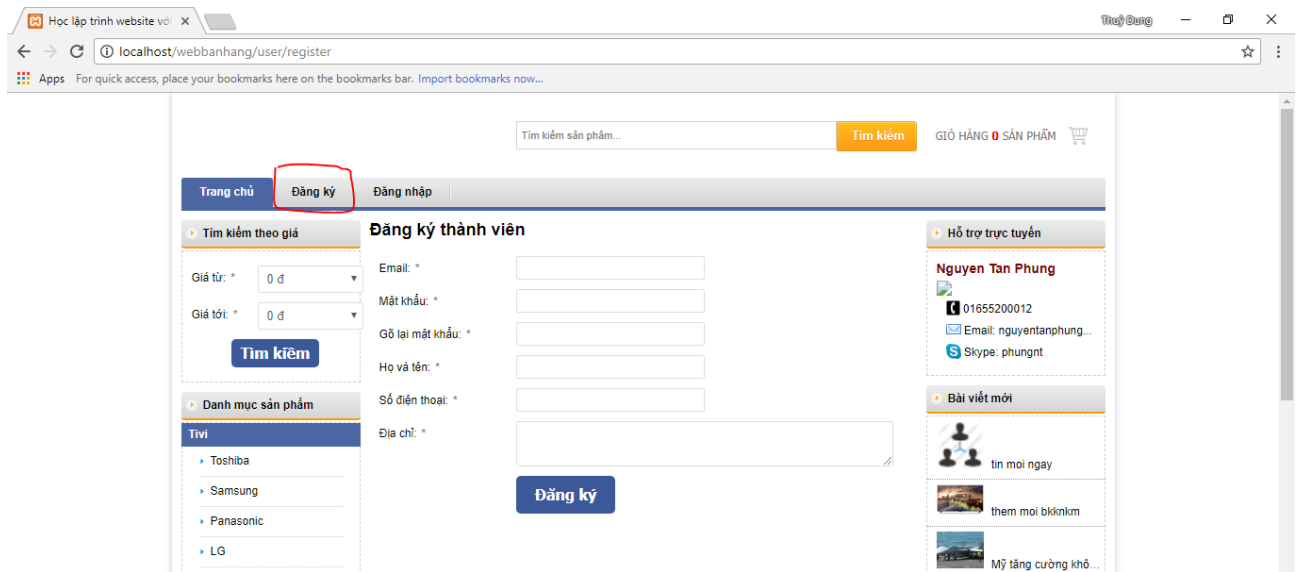 Học lập trình website vớ
Thuỳ Dung
localhost/webbanhang/user/register
Apps For quick access, place your bookmarks here on the bookmarks bar. Import bookmarks now...
Tìm kiếm sản phẩm...
Tìm kiếm
GIỎ HÀNG 0 SẢN PHẨM
Trang chủ
Đăng ký
Đăng nhập
Tìm kiếm theo giá
Giá từ: *
0 đ
Giá tới: *
0 đ
Tìm kiềm
Danh mục sản phẩm
Tivi
Toshiba
Samsung
Panasonic
LG
Đăng ký thành viên
Email: *
Mật khẩu: *
Gõ lại mật khẩu: *
Họ và tên: *
Số điện thoại: *
Địa chỉ: *
Đăng ký
Hỗ trợ trực tuyến
Nguyen Tan Phung
01655200012
Email: nguyentanphung...
Skype: phungnt
Bài viết mới
tin moi ngay
them moi bkknkm
Mỹ tăng cường khô...